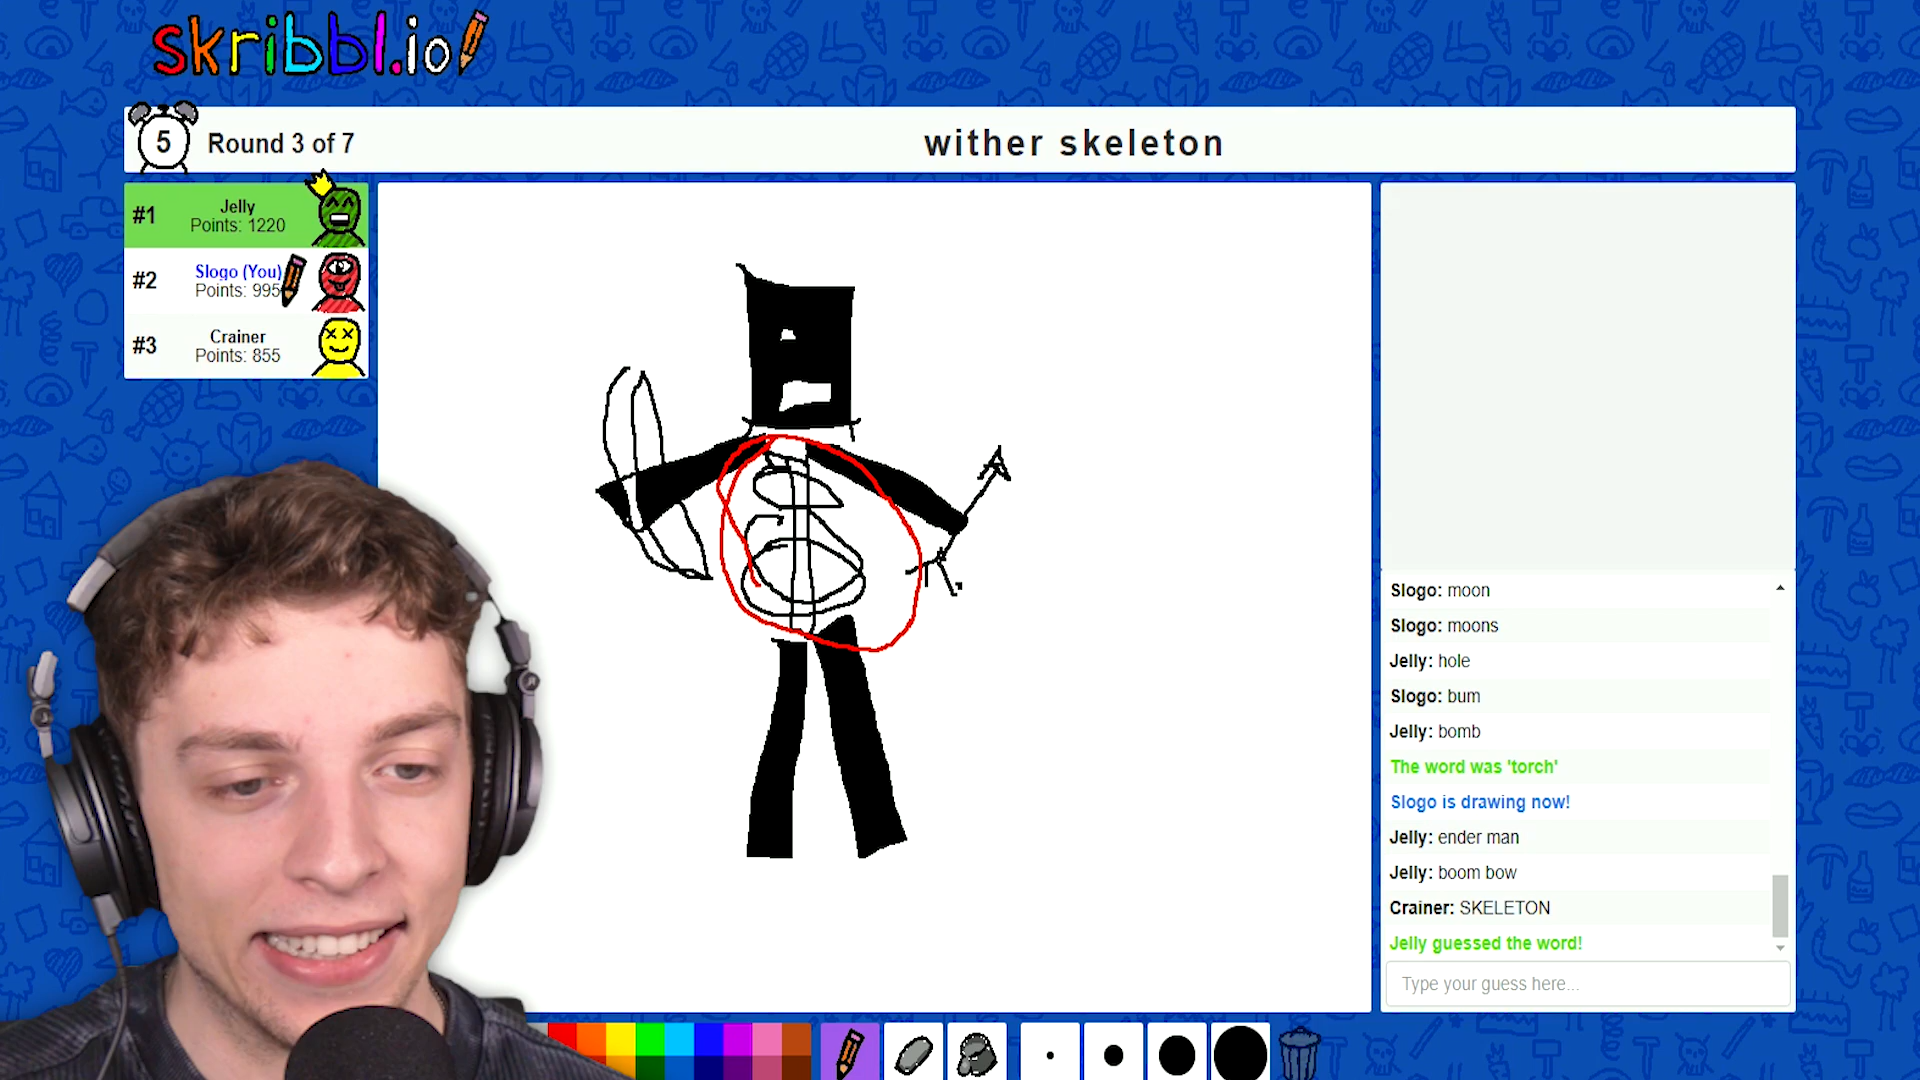 skribbl.io
5
Round 3 of 7
wither skeleton
#1
Jelly
Points: 1220
#2
Slogo (You)
Points: 995
#3
Crainer
Points: 855
Slogo: moon
Slogo: moons
Jelly: hole
Slogo: bum
Jelly: bomb
The word was 'torch'
Slogo is drawing now!
Jelly: ender man
Jelly: boom bow
Crainer: SKELETON
Jelly guessed the word!
Type your guess here...